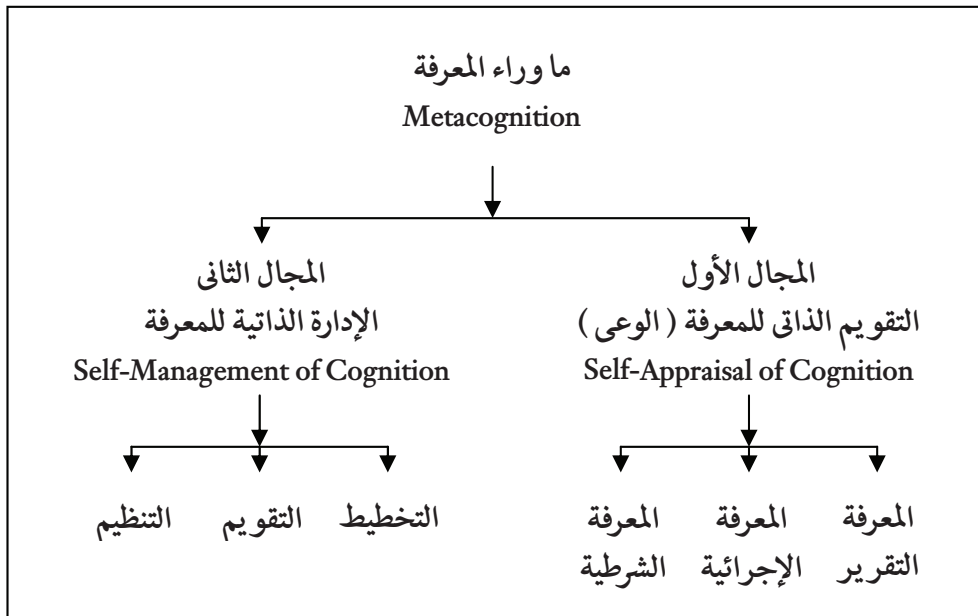 ما وراء المعرفة
Metacognition
المجال الأول
التقويم الذاتى للمعرفة ( الوعى )
Self-Appraisal of Cognition
المجال الثانى
الإدارة الذاتية للمعرفة
Self-Management of Cognition
المعرفة
التقرير
المعرفة
الإجرائية
المعرفة
الشرطية
التخطيط
التقويم
التنظيم